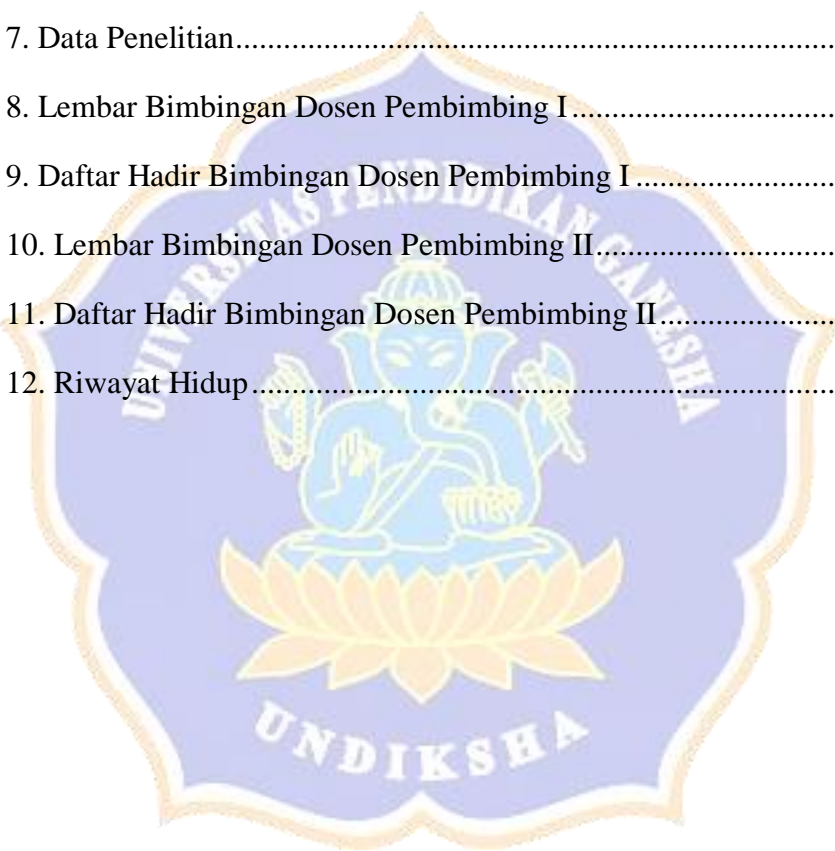 7. Data Penelitian..........................................................................
8. Lembar Bimbingan Dosen Pembimbing I.................................
9. Daftar Hadir Bimbingan Dosen Pembimbing I.........................
10. Lembar Bimbingan Dosen Pembimbing II..............................
11. Daftar Hadir Bimbingan Dosen Pembimbing II......................
12. Riwayat Hidup.........................................................................
UNIVERSITAS PENDIDIKAN GANESHA
UNDIKSHA